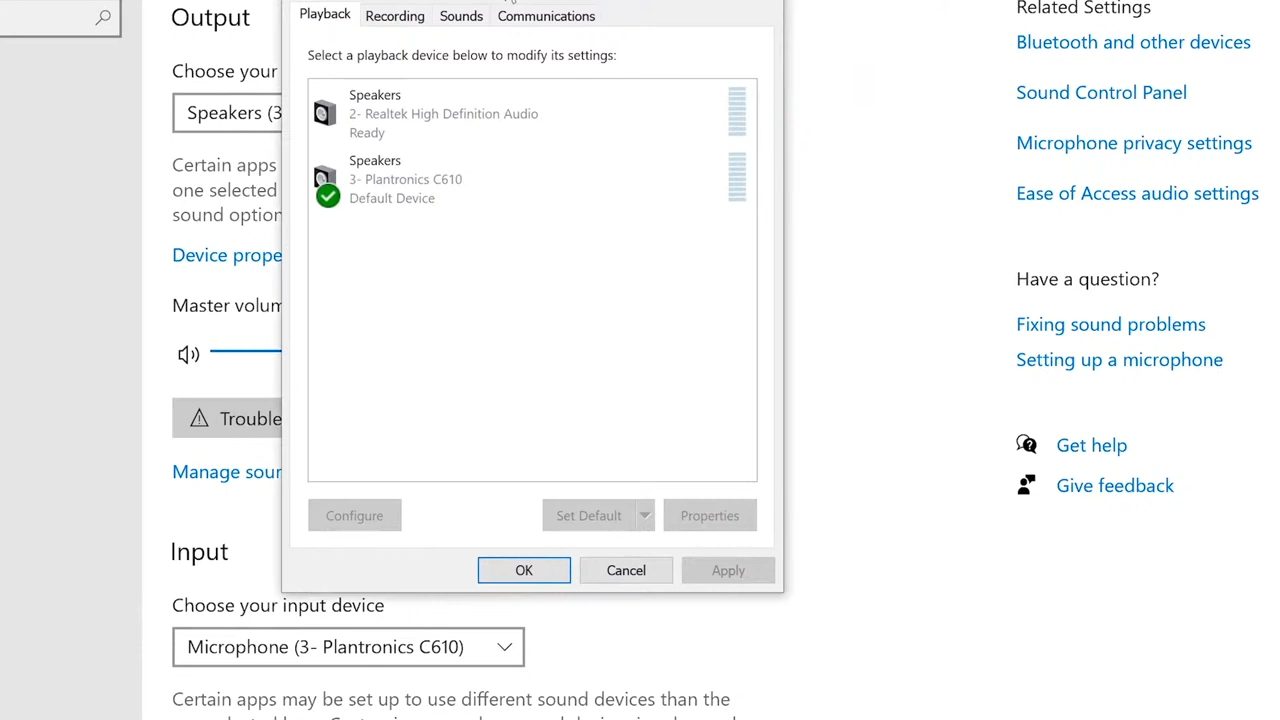 Output
Choose your
Speakers (3
Certain apps
one selected
sound option
Device prope
Master volum
Trouble
Manage sour
Input
Choose your input device
Microphone (3- Plantronics C610)
Certain apps may be set up to use different sound devices than the
Playback Recording Sounds Communications
Select a playback device below to modify its settings:
Speakers
2- Realtek High Definition Audio
Ready
Speakers
3- Plantronics C610
Default Device
Configure Set Default Properties
OK Cancel Apply
Related Settings
Bluetooth and other devices
Sound Control Panel
Microphone privacy settings
Ease of Access audio settings
Have a question?
Fixing sound problems
Setting up a microphone
Get help
Give feedback